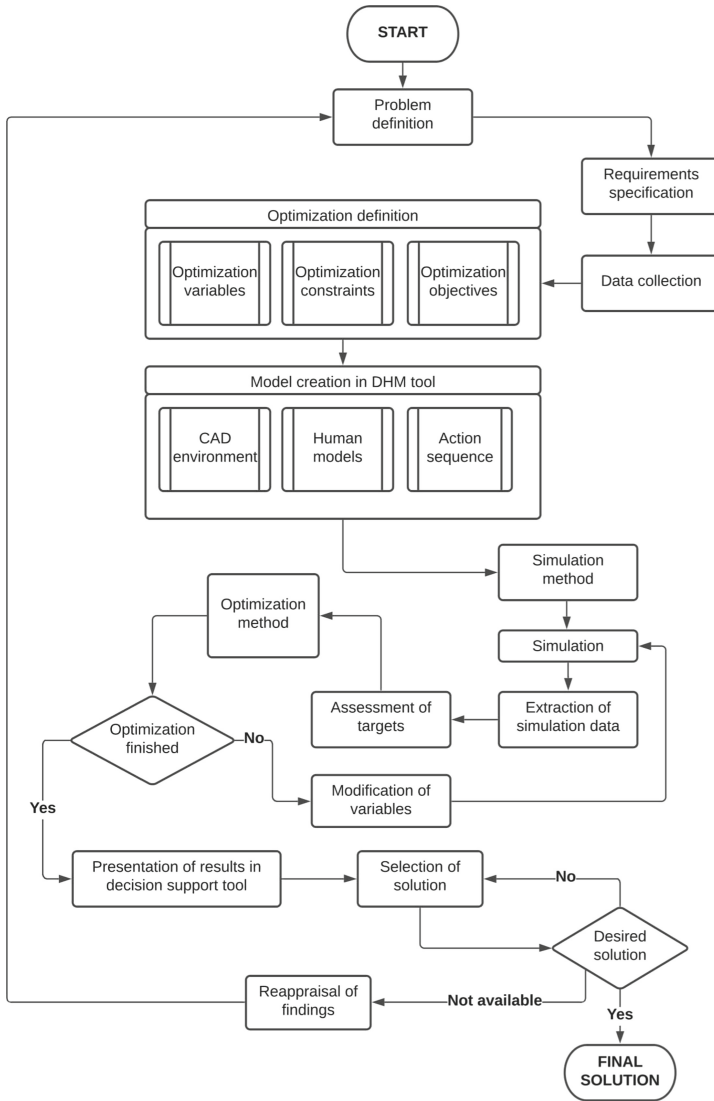 START
Problem
definition
Requirements
specification
Optimization definition
Optimization
variables
Optimization
constraints
Optimization
objectives
Data collection
Model creation in DHM tool
CAD
environment
Human
models
Action
sequence
Simulation
method
Optimization
method
Simulation
Assessment of
targets
Extraction of
simulation data
Optimization
finished
No
Modification of
variables
Yes
Presentation of results in
decision support tool
Selection of
solution
No
Desired
solution
Reappraisal of
findings
Not available
Yes
FINAL
SOLUTION